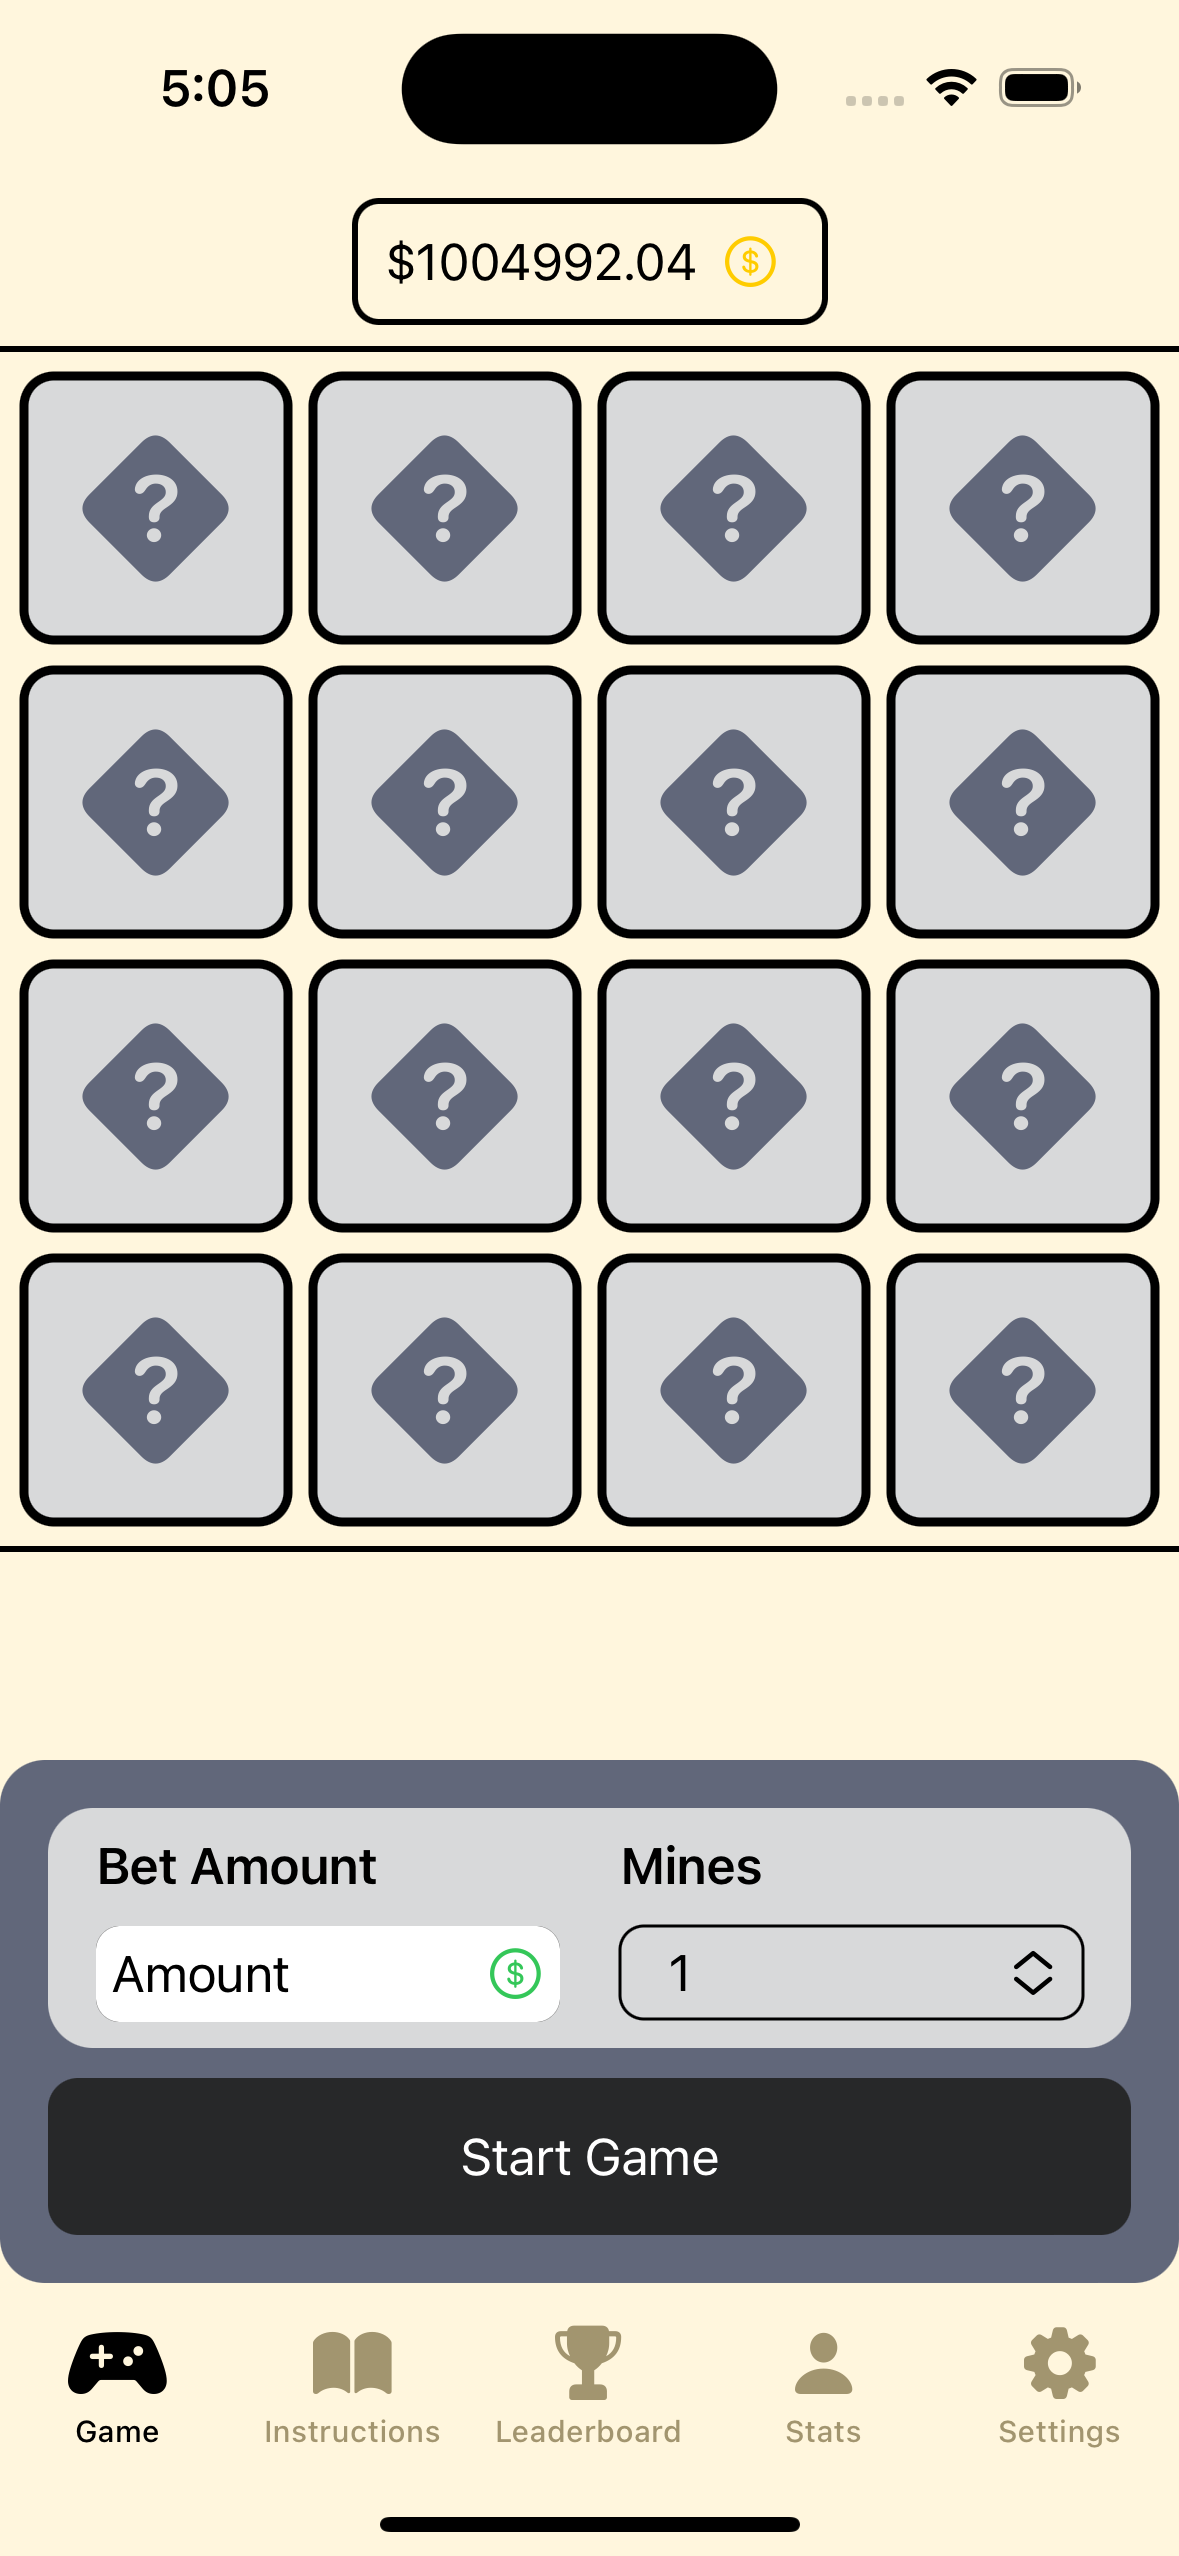 5:05
$1004992.04 $
? ? ? ?
? ? ? ?
? ? ? ?
? ? ? ?
Bet Amount Mines
Amount $ 1
Start Game
Game Instructions Leaderboard Stats Settings